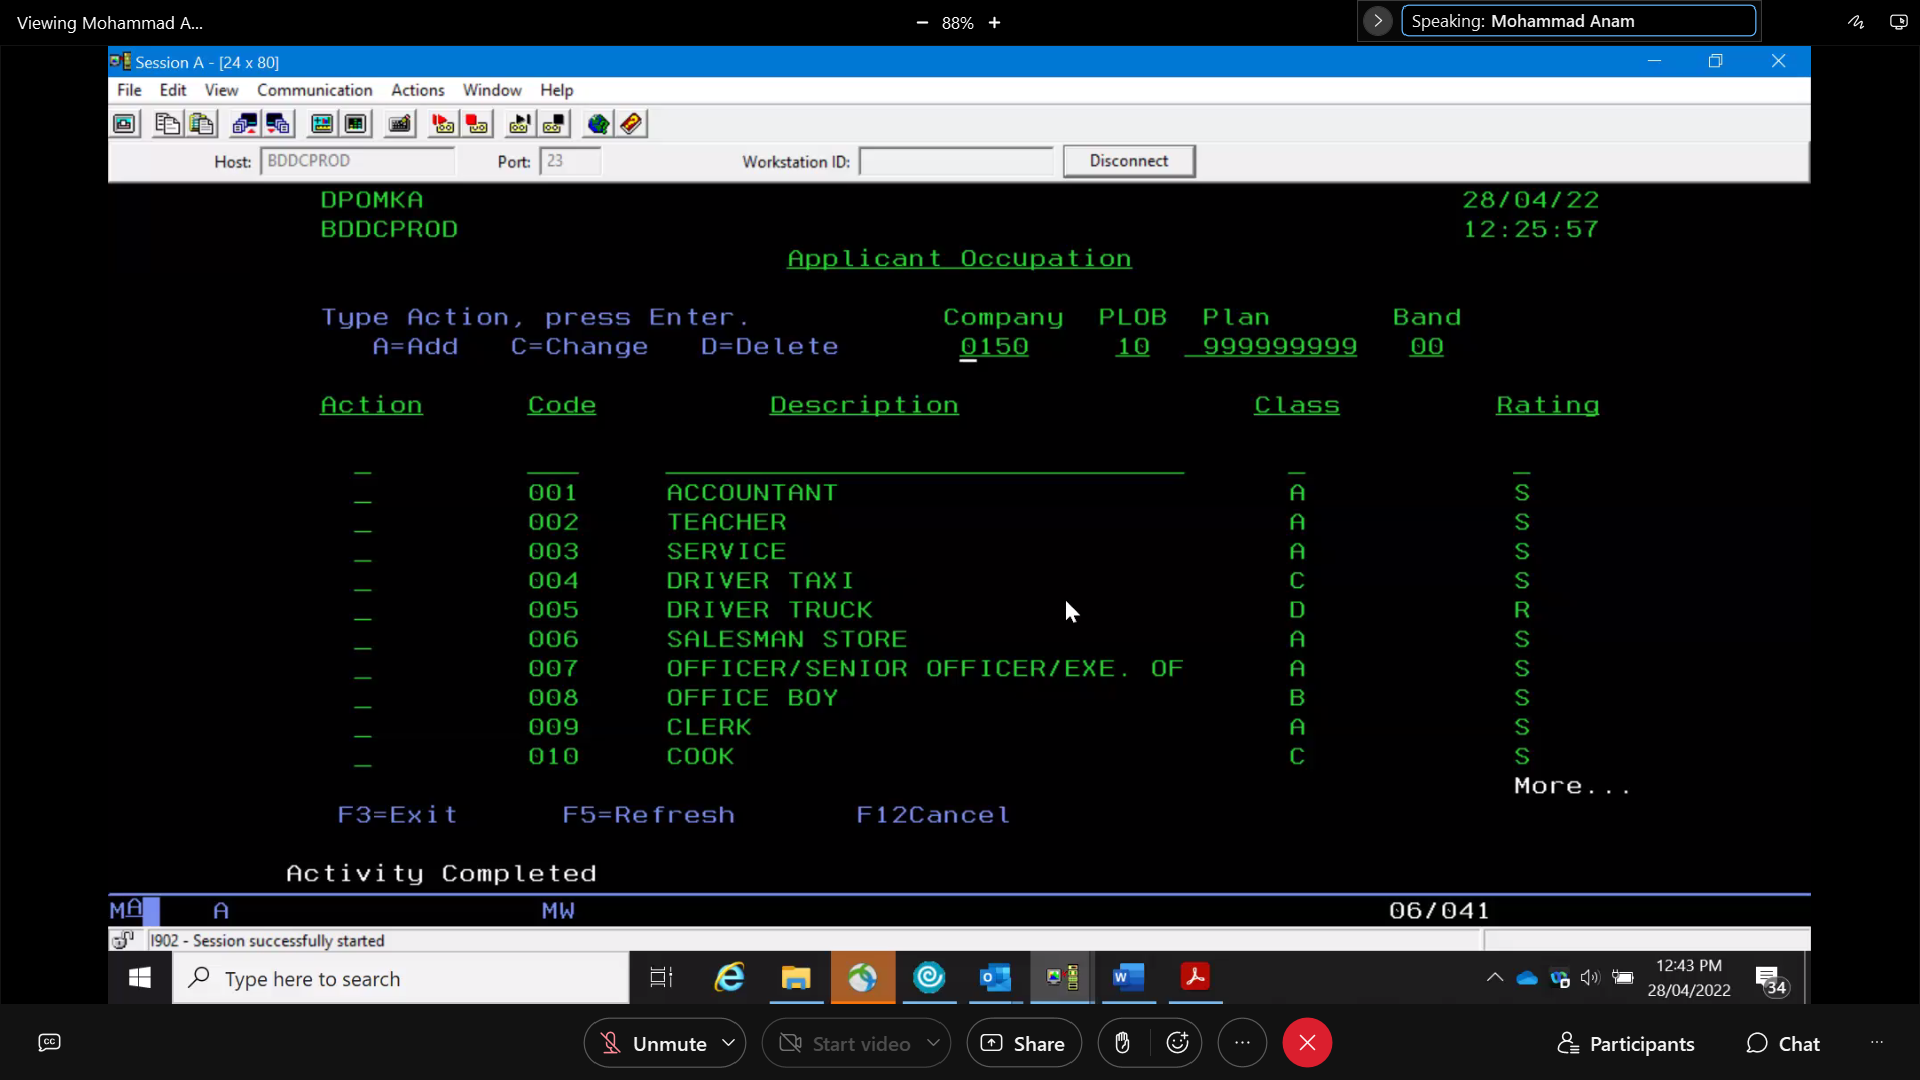 Viewing Mohammad A...
88%
Speaking: Mohammad Anam
Session A - [24 x 80]
File Edit View Communication Actions Window Help
Host: BDDCPROD Port: 23 Workstation ID: Disconnect
DPOMKA 28/04/22
BDDCPROD 12:25:57
Applicant Occupation
Type Action, press Enter. Company PLOB Plan Band
A=Add C=Change D=Delete 0150 10 999999999 00
Action Code Description Class Rating
001 ACCOUNTANT A S
002 TEACHER A S
003 SERVICE A S
004 DRIVER TAXI C S
005 DRIVER TRUCK D R
006 SALESMAN STORE A S
007 OFFICER/SENIOR OFFICER/EXE. OF A S
008 OFFICE BOY B S
009 CLERK A S
010 COOK C S
More...
F3=Exit F5=Refresh F12Cancel
Activity Completed
MA A MW 06/041
I902 - Session successfully started
Type here to search
12:43 PM
28/04/2022
34
CC Unmute Start video Share Participants Chat